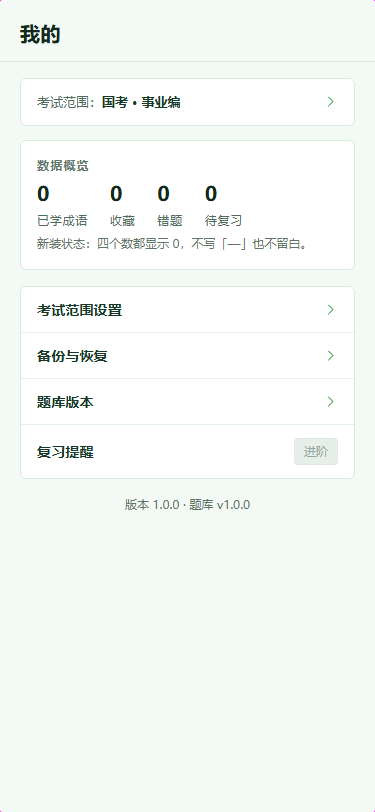 我的
考试范围：国考 • 事业编
数据概览
0 0 0 0
已学成语 收藏 错题 待复习
新装状态：四个数都显示 0，不写「—」也不留白。
考试范围设置
备份与恢复
题库版本
复习提醒 进阶
版本 1.0.0 · 题库 v1.0.0